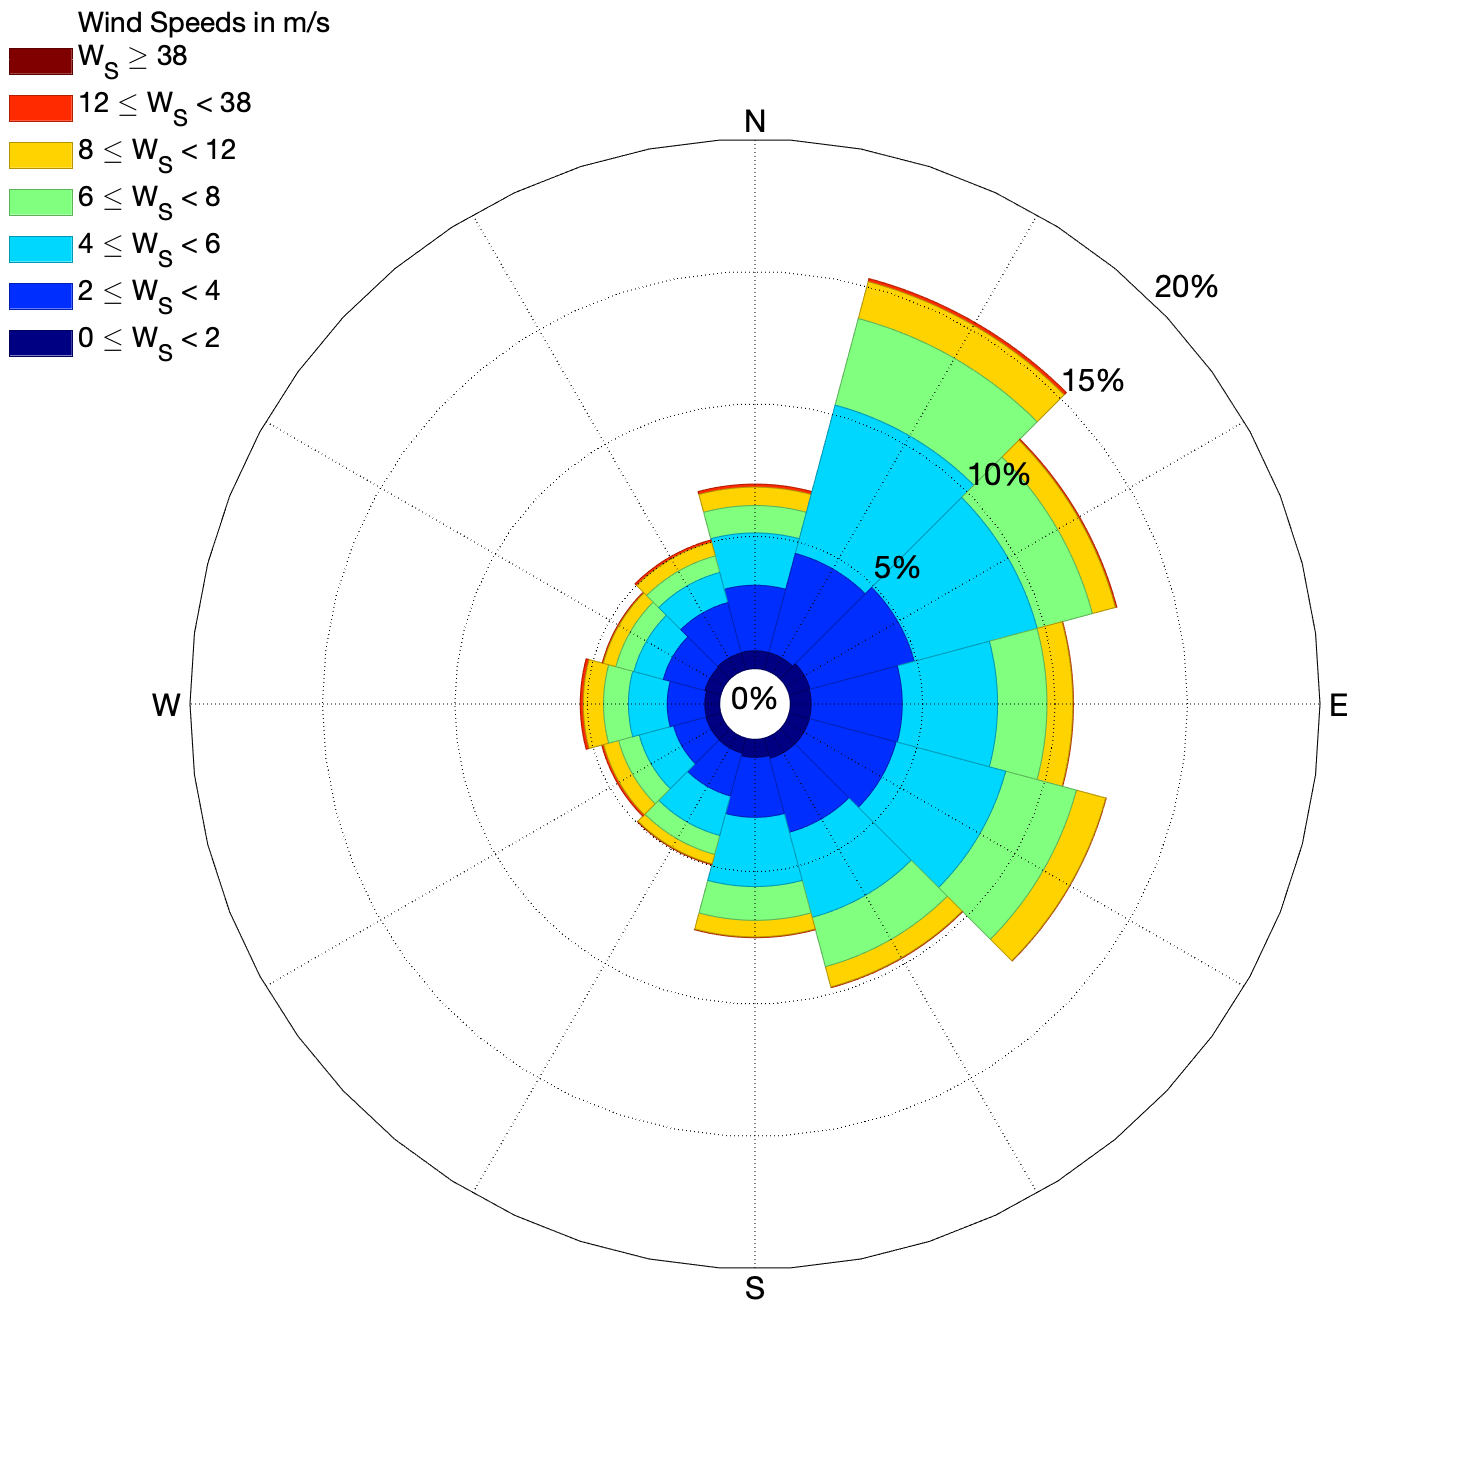 Wind Speeds in m/s
W_S ≥ 38
12 ≤ W_S < 38
8 ≤ W_S < 12
6 ≤ W_S < 8
4 ≤ W_S < 6
2 ≤ W_S < 4
0 ≤ W_S < 2
N
20%
15%
10%
5%
0%
W
E
S